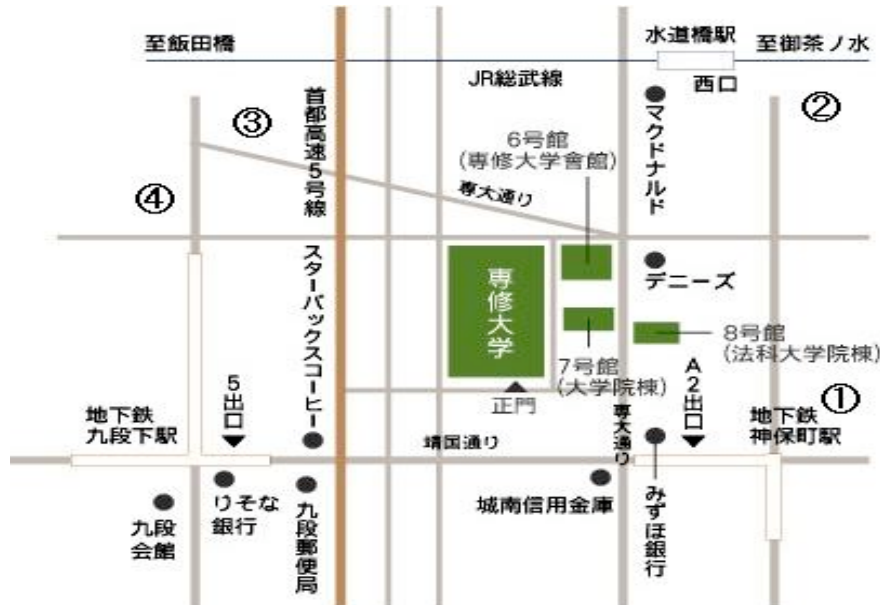 至飯田橋
水道橋駅
至御茶ノ水
西口
JR総武線
②
③
首都高速5号線
6号館
(専修大学會館)
マクドナルド
④
専大通り
スターバックスコーヒー
専修大学
デニーズ
8号館
(法科大学院棟)
7号館
(大学院棟)
正門
5出口
A2出口
①
地下鉄
九段下駅
地下鉄
神保町駅
靖国通り
専大通り
九段
会館
りそな
銀行
九段郵便局
城南信用金庫
みずほ銀行